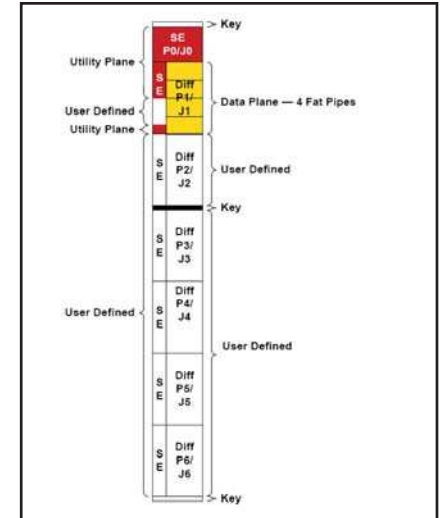 Key
SE
P0/J0
Utility Plane
S
E
Diff
P1/
J1
Data Plane — 4 Fat Pipes
User Defined
Utility Plane
S
E
Diff
P2/
J2
User Defined
Key
S
E
Diff
P3/
J3
User Defined
S
E
Diff
P4/
J4
User Defined
S
E
Diff
P5/
J5
S
E
Diff
P6/
J6
Key